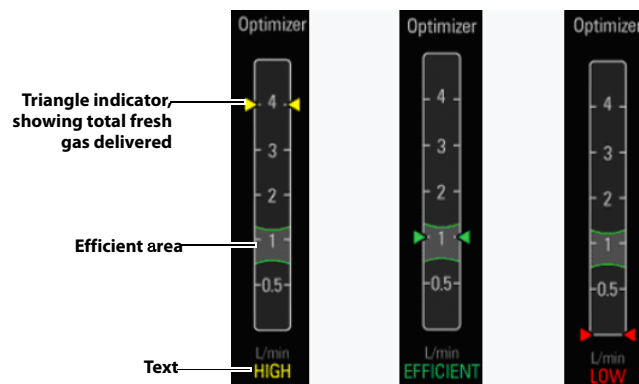 Optimizer
Optimizer
Optimizer
Triangle indicator,
showing total fresh
gas delivered
4
3
2
Efficient area
1
0.5
L/min
Text
HIGH
4
3
2
1
0.5
L/min
EFFICIENT
4
3
2
1
0.5
L/min
LOW